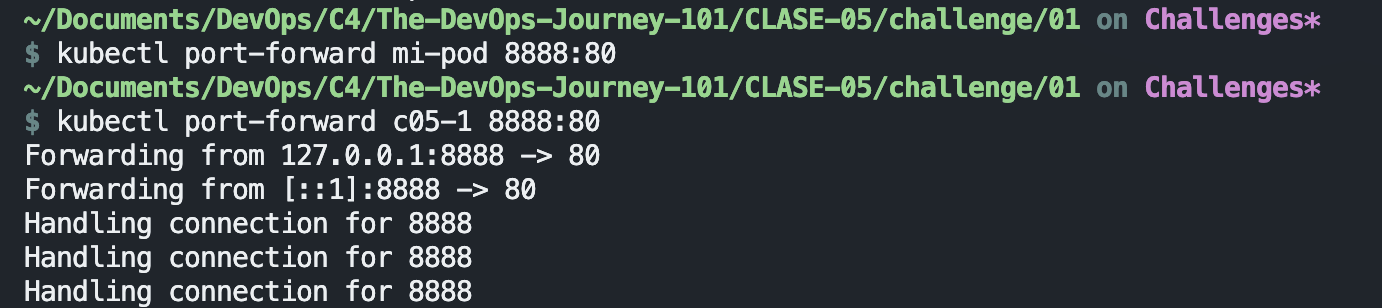 ~/Documents/DevOps/C4/The-DevOps-Journey-101/CLASE-05/challenge/01 on Challenges*
$ kubectl port-forward mi-pod 8888:80
~/Documents/DevOps/C4/The-DevOps-Journey-101/CLASE-05/challenge/01 on Challenges*
$ kubectl port-forward c05-1 8888:80
Forwarding from 127.0.0.1:8888 -> 80
Forwarding from [::1]:8888 -> 80
Handling connection for 8888
Handling connection for 8888
Handling connection for 8888